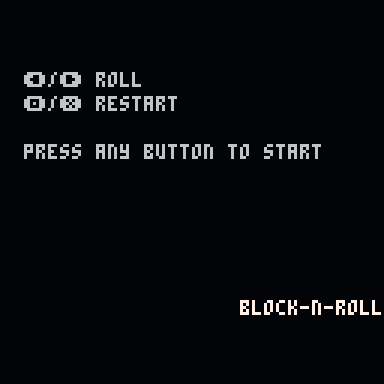 ⬅️/➡️ ROLL
🅾️/❎ RESTART
PRESS ANY BUTTON TO START
BLOCK-N-ROLL